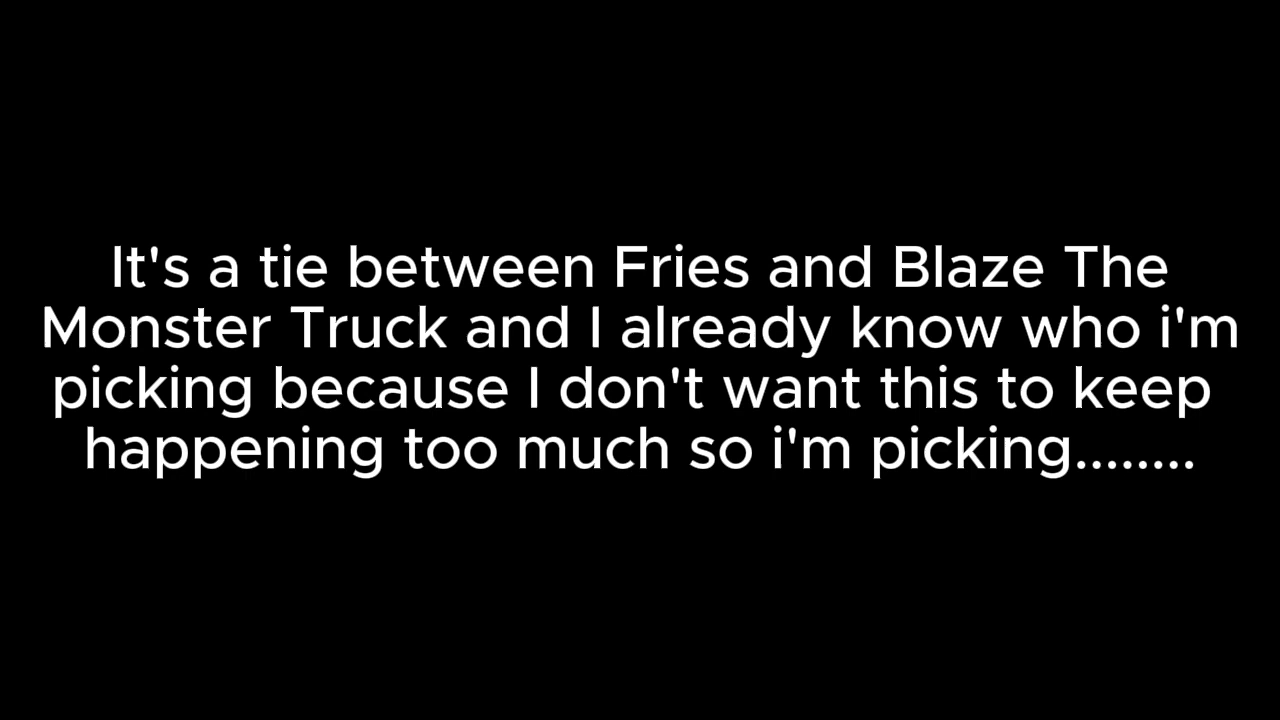 It's a tie between Fries and Blaze The
Monster Truck and I already know who i'm
picking because I don't want this to keep
happening too much so i'm picking........